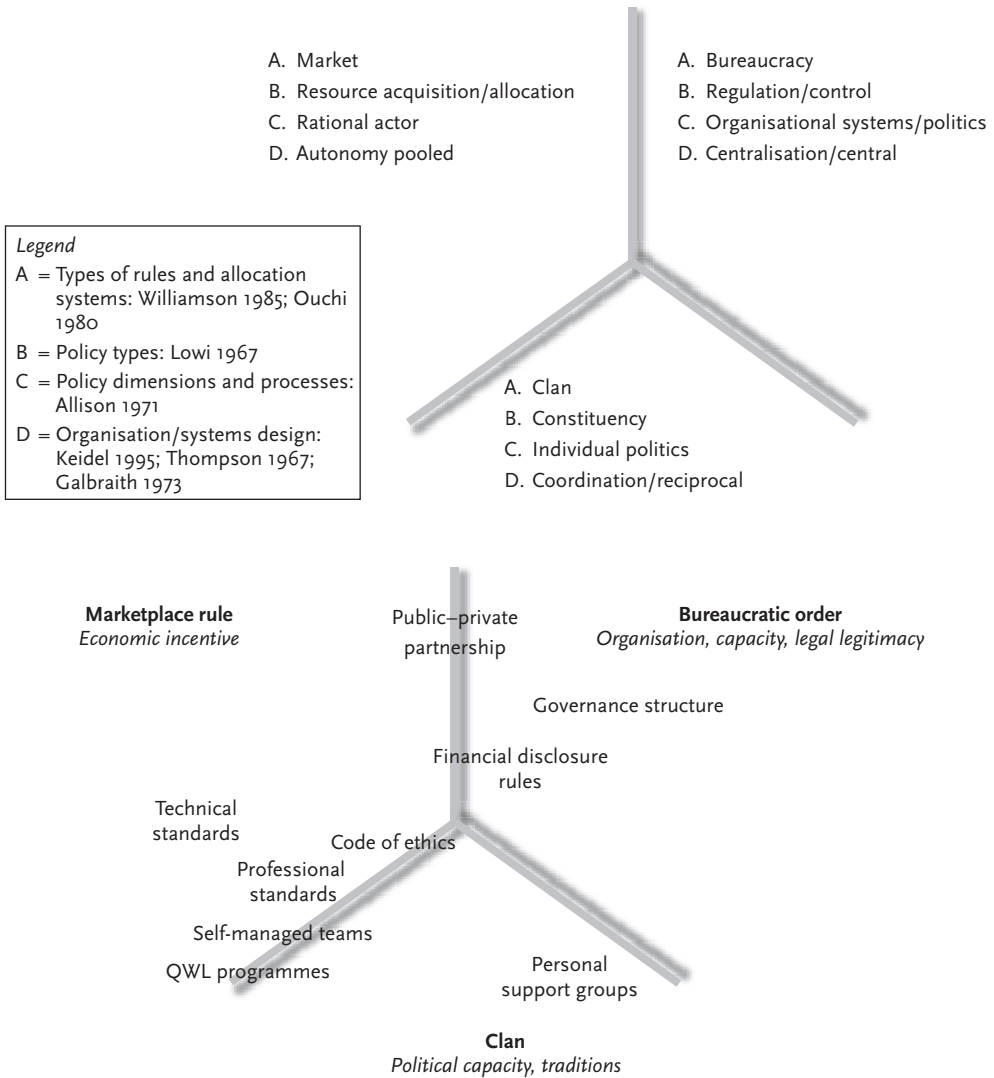 A. Market
B. Resource acquisition/allocation
C. Rational actor
D. Autonomy pooled
A. Bureaucracy
B. Regulation/control
C. Organisational systems/politics
D. Centralisation/central
Legend
A = Types of rules and allocation
systems: Williamson 1985; Ouchi
1980
B = Policy types: Lowi 1967
C = Policy dimensions and processes:
Allison 1971
D = Organisation/systems design:
Keidel 1995; Thompson 1967;
Galbraith 1973
A. Clan
B. Constituency
C. Individual politics
D. Coordination/reciprocal
Marketplace rule
Economic incentive
Public–private
partnership
Bureaucratic order
Organisation, capacity, legal legitimacy
Governance structure
Financial disclosure
rules
Technical
standards
Code of ethics
Professional
standards
Self-managed teams
QWL programmes
Personal
support groups
Clan
Political capacity, traditions